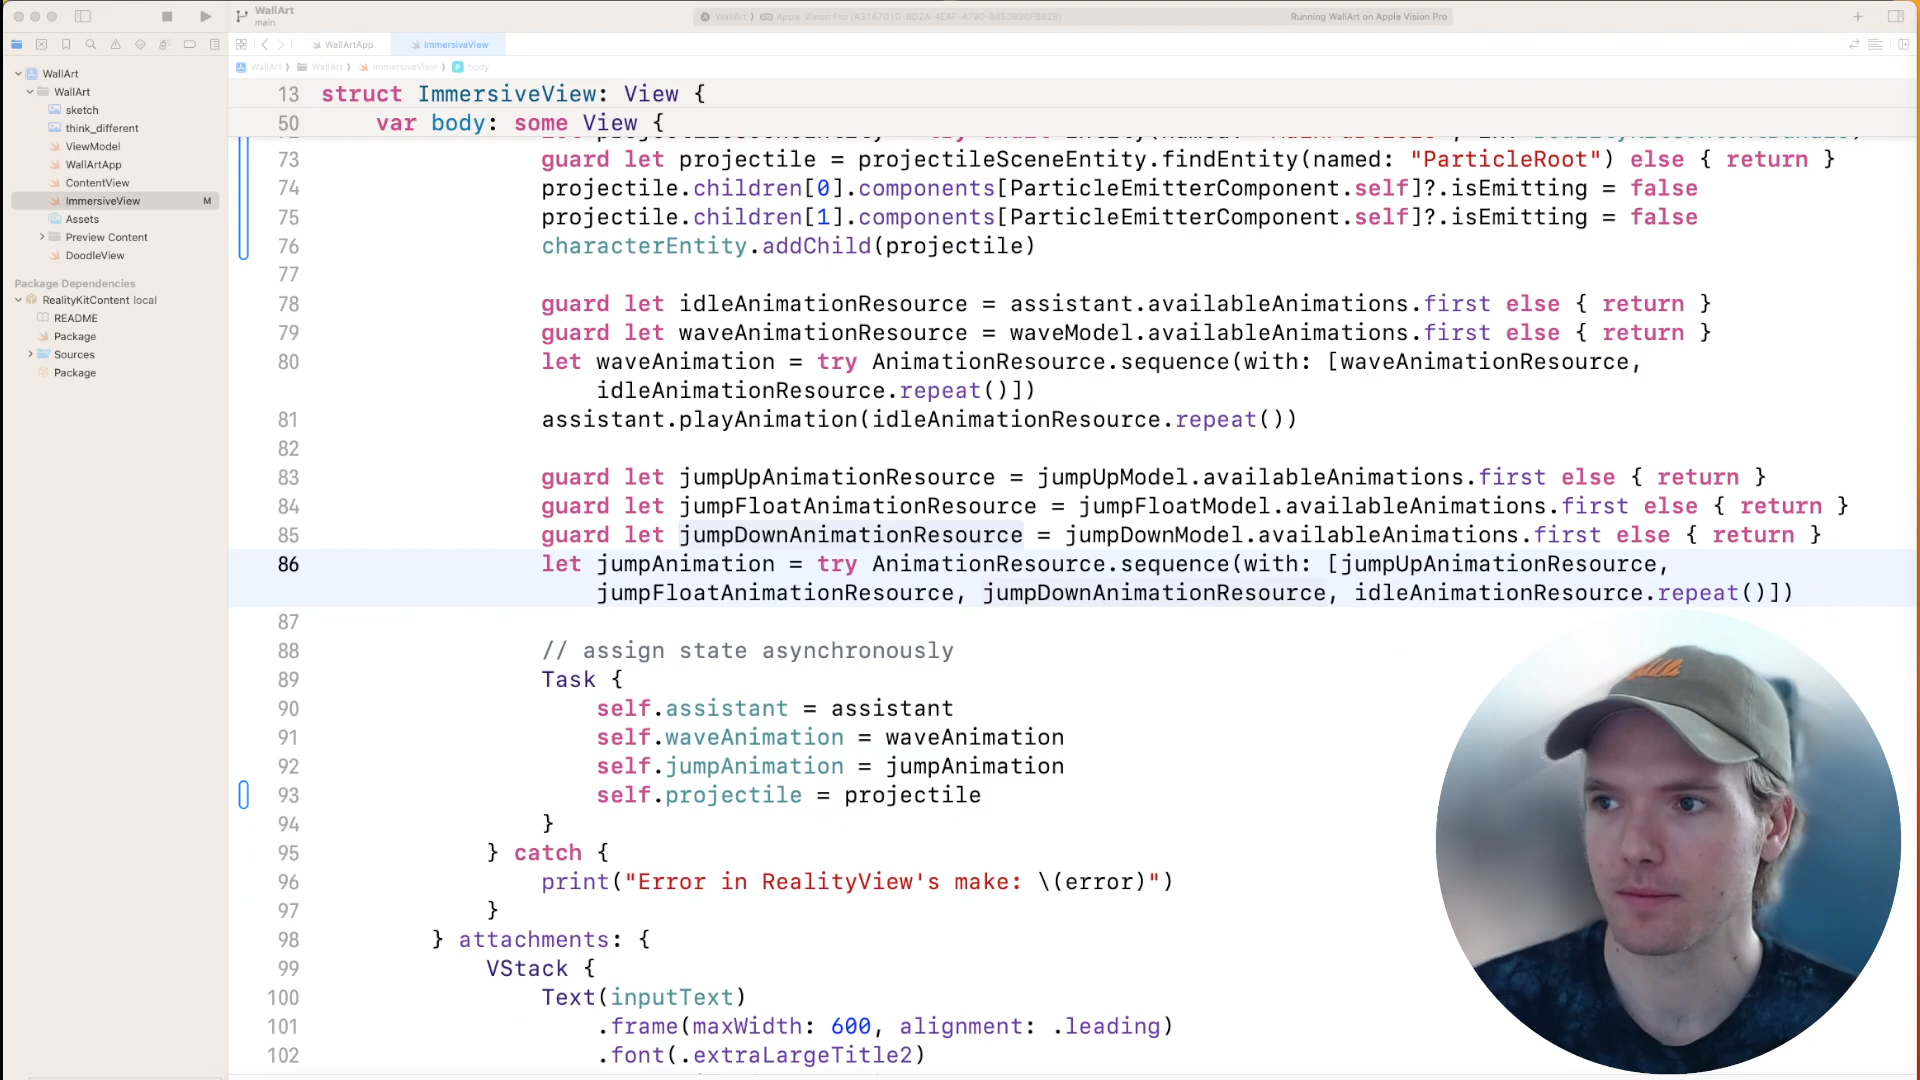 WallArt
main
WallArt ⟩ Apple Vision Pro
Running WallArt on Apple Vision Pro
WallArtApp
ImmersiveView
WallArt ⟩ WallArt ⟩ ImmersiveView ⟩ body
WallArt
WallArt
sketch
think_different
ViewModel
WallArtApp
ContentView
ImmersiveView M
Assets
Preview Content
DoodleView
Package Dependencies
RealityKitContent local
README
Package
Sources
Package
13 struct ImmersiveView: View {
50 var body: some View {
73 guard let projectile = projectileSceneEntity.findEntity(named: "ParticleRoot") else { return }
74 projectile.children[0].components[ParticleEmitterComponent.self]?.isEmitting = false
75 projectile.children[1].components[ParticleEmitterComponent.self]?.isEmitting = false
76 characterEntity.addChild(projectile)
77
78 guard let idleAnimationResource = assistant.availableAnimations.first else { return }
79 guard let waveAnimationResource = waveModel.availableAnimations.first else { return }
80 let waveAnimation = try AnimationResource.sequence(with: [waveAnimationResource,
idleAnimationResource.repeat()])
81 assistant.playAnimation(idleAnimationResource.repeat())
82
83 guard let jumpUpAnimationResource = jumpUpModel.availableAnimations.first else { return }
84 guard let jumpFloatAnimationResource = jumpFloatModel.availableAnimations.first else { return }
85 guard let jumpDownAnimationResource = jumpDownModel.availableAnimations.first else { return }
86 let jumpAnimation = try AnimationResource.sequence(with: [jumpUpAnimationResource,
jumpFloatAnimationResource, jumpDownAnimationResource, idleAnimationResource.repeat()])
87
88 // assign state asynchronously
89 Task {
90 self.assistant = assistant
91 self.waveAnimation = waveAnimation
92 self.jumpAnimation = jumpAnimation
93 self.projectile = projectile
94 }
95 } catch {
96 print("Error in RealityView's make: \(error)")
97 }
98 } attachments: {
99 VStack {
100 Text(inputText)
101 .frame(maxWidth: 600, alignment: .leading)
102 .font(.extraLargeTitle2)